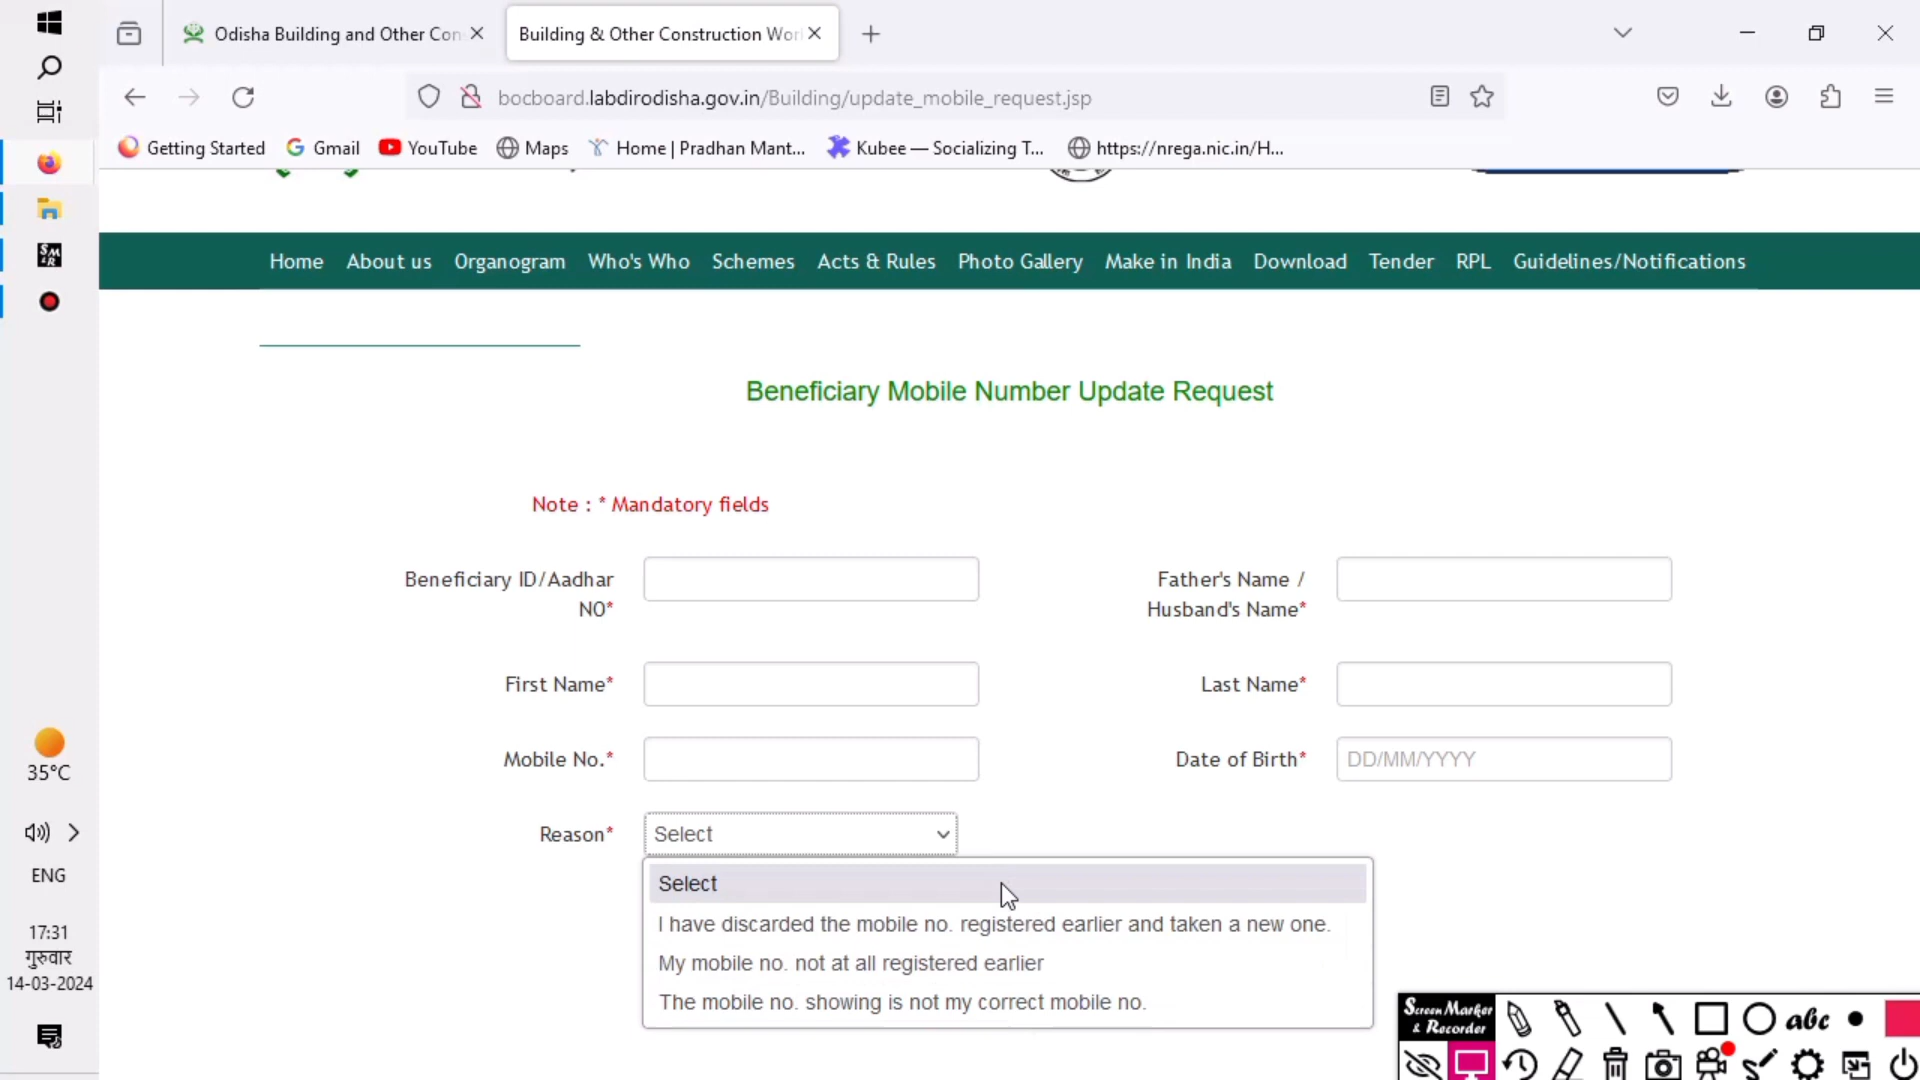 Odisha Building and Other Con
Building & Other Construction Wor
bocboard.labdirodisha.gov.in/Building/update_mobile_request.jsp
Getting Started Gmail YouTube Maps Home | Pradhan Mant... Kubee — Socializing T... https://nrega.nic.in/H...
Home About us Organogram Who's Who Schemes Acts & Rules Photo Gallery Make in India Download Tender RPL Guidelines/Notifications
Beneficiary Mobile Number Update Request
Note : * Mandatory fields
Beneficiary ID/Aadhar
NO*
Father's Name /
Husband's Name*
First Name*
Last Name*
Mobile No.*
Date of Birth* DD/MM/YYYY
Reason* Select
Select
I have discarded the mobile no. registered earlier and taken a new one.
My mobile no. not at all registered earlier
The mobile no. showing is not my correct mobile no.
SM
&R
35°C
ENG
17:31
गुरुवार
14-03-2024
Screen Marker
& Recorder
abc